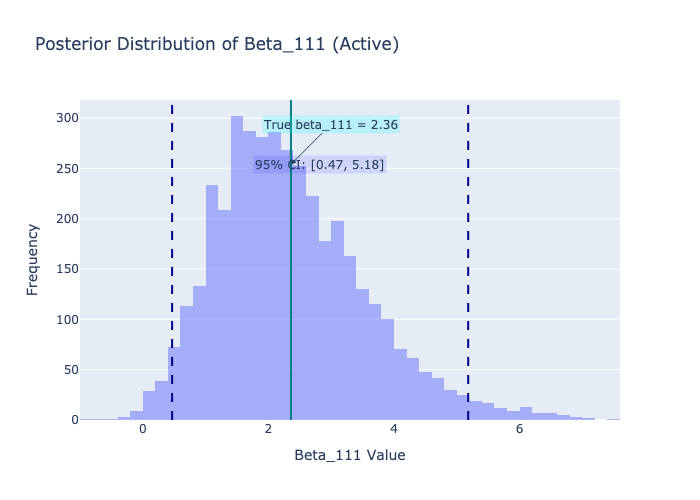 Posterior Distribution of Beta_111 (Active)
True beta_111 = 2.36
95% CI: [0.47, 5.18]
Frequency
300
250
200
150
100
50
0
0 2 4 6
Beta_111 Value